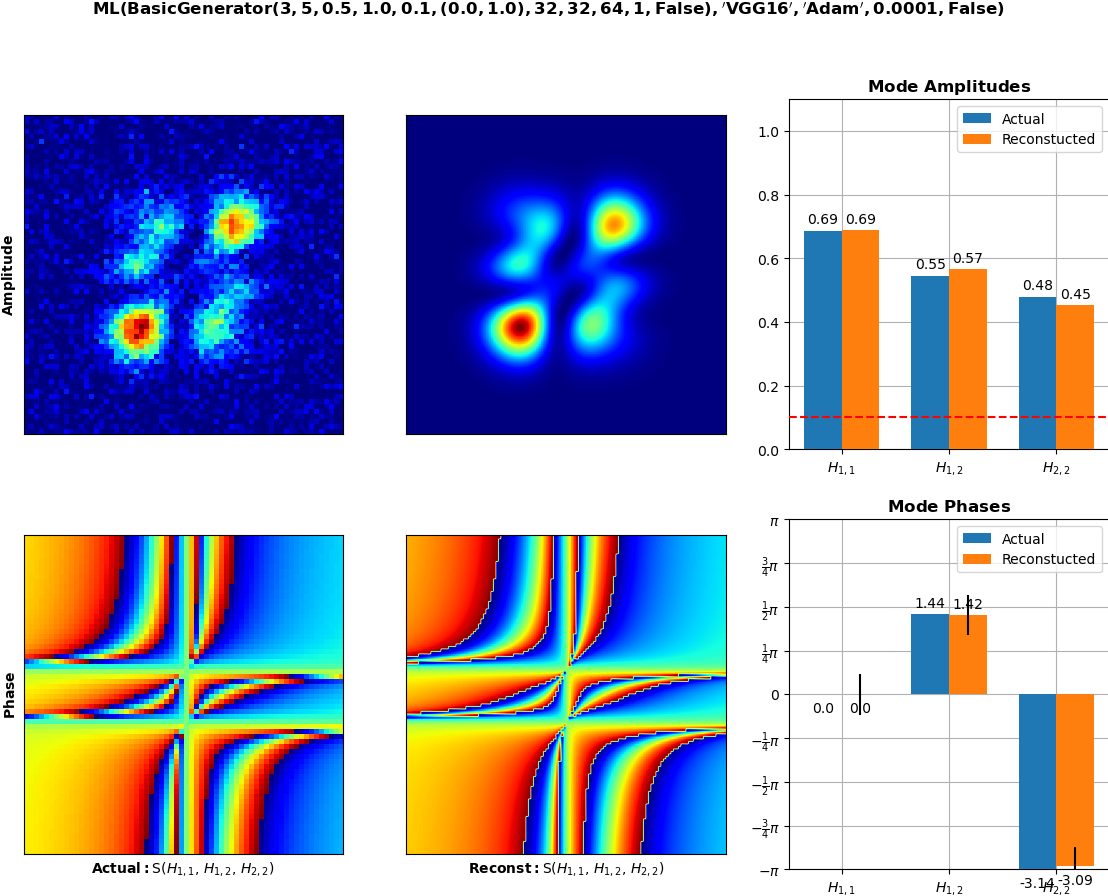 ML(BasicGenerator(3, 5, 0.5, 1.0, 0.1, (0.0, 1.0), 32, 32, 64, 1, False), ′VGG16′, ′Adam′, 0.0001, False)
Amplitude
Mode Amplitudes
Actual
Reconstucted
1.0
0.8
0.6
0.4
0.2
0.0
0.69 0.69
0.55 0.57
0.48 0.45
H1,1 H1,2 H2,2
Phase
Actual: S(H1,1, H1,2, H2,2)
Reconst: S(H1,1, H1,2, H2,2)
Mode Phases
Actual
Reconstucted
π
3/4π
1/2π
1/4π
0
−1/4π
−1/2π
−3/4π
−π
0.0 0.0
1.44 1.42
-3.14 -3.09
H1,1 H1,2 H2,2